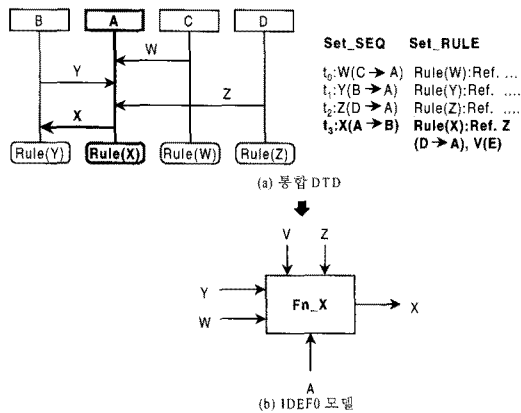 B A C D
W
Y
Z
X
Rule(Y) Rule(X) Rule(W) Rule(Z)
Set_SEQ Set_RULE
t₀:W(C➔A) Rule(W):Ref. ...
t₁:Y(B➔A) Rule(Y):Ref. ....
t₂:Z(D➔A) Rule(Z):Ref. ....
t₃:X(A➔B) Rule(X):Ref. Z
(D➔A), V(E)
(a) 통합 DTD
V Z
Y
W
Fn_X
X
A
(b) IDEF0 모델